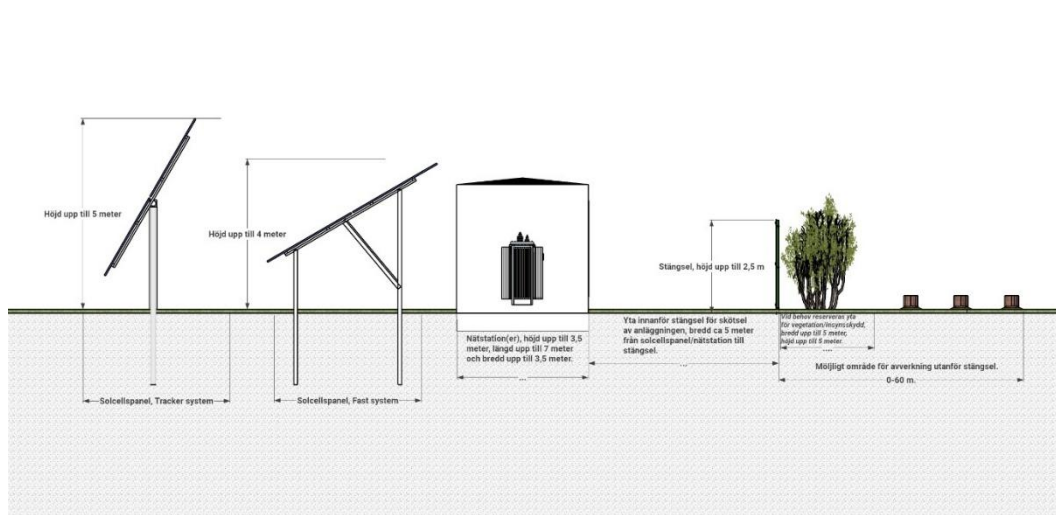 Höjd upp till 5 meter
Höjd upp till 4 meter
Stängsel, höjd upp till 2,5 m
Nätstation(er), höjd upp till 3,5
meter, längd upp till 7 meter
och bredd upp till 3,5 meter.
...
Yta innanför stängsel för skötsel
av anläggningen, bredd ca 5 meter
från solcellspanel/nätstation till
stängsel.
...
Vid behov reserveras yta
för vegetation/insynsskydd,
bredd upp till 5 meter,
höjd upp till 5 meter.
....
Möjligt område för avverkning utanför stängsel.
0-60 m.
Solcellspanel, Tracker system
Solcellspanel, Fast system